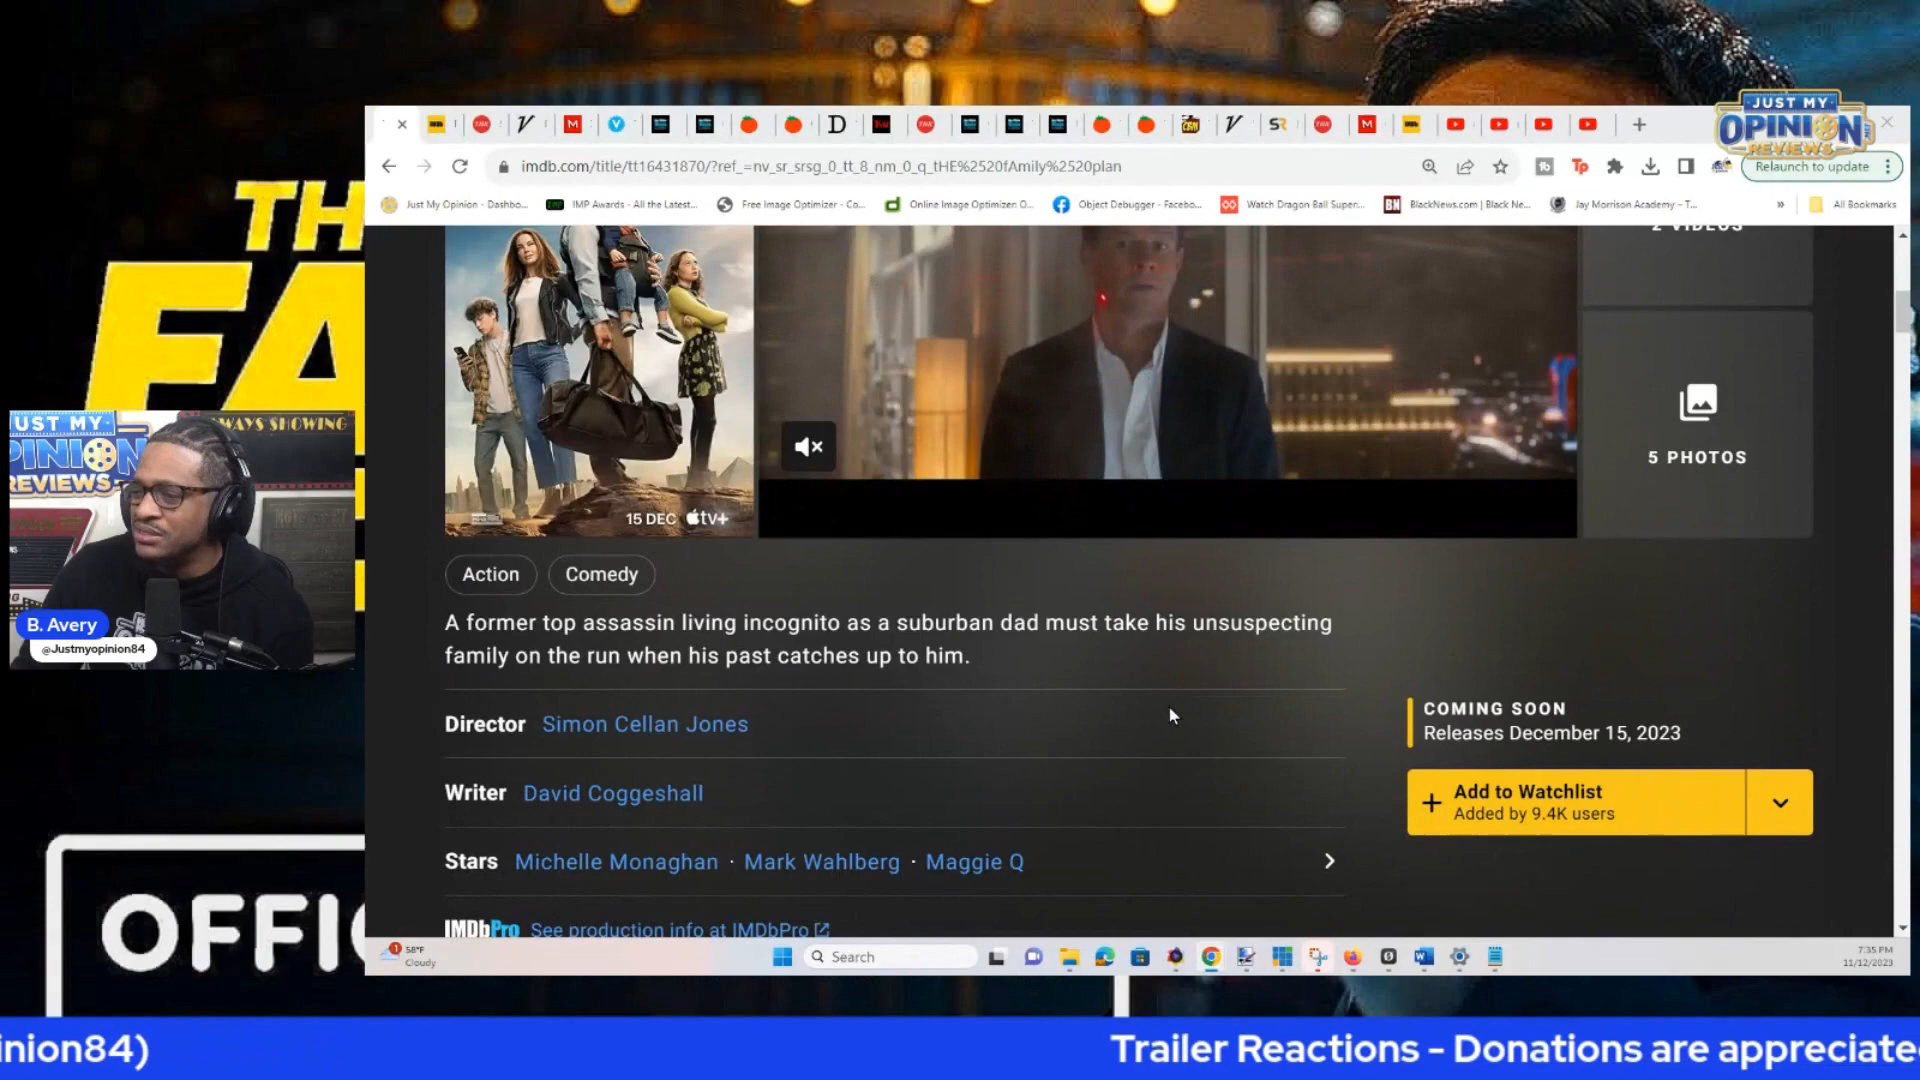 TH
FA
OFFIC
JUST MY
OPINION
REVIEWS
imdb.com/title/tt16431870/?ref_=nv_sr_srsg_0_tt_8_nm_0_q_tHE%2520fAmily%2520plan
Relaunch to update
Just My Opinion - Dashbo...
IMP Awards - All the Latest...
Free Image Optimizer - Co...
Online Image Optimizer: O...
Object Debugger - Facebo...
Watch Dragon Ball Super...
BlackNews.com | Black Ne...
Jay Morrison Academy – T...
All Bookmarks
2 VIDEOS
5 PHOTOS
15 DEC tv+
Action
Comedy
A former top assassin living incognito as a suburban dad must take his unsuspecting
family on the run when his past catches up to him.
Director Simon Cellan Jones
Writer David Coggeshall
Stars Michelle Monaghan · Mark Wahlberg · Maggie Q
IMDbPro See production info at IMDbPro
COMING SOON
Releases December 15, 2023
Add to Watchlist
Added by 9.4K users
UST MY
PINION
REVIEWS
WAYS SHOWING
B. Avery
@Justmyopinion84
1
58°F
Cloudy
Search
7:35 PM
11/12/2023
inion84)
Trailer Reactions - Donations are appreciate